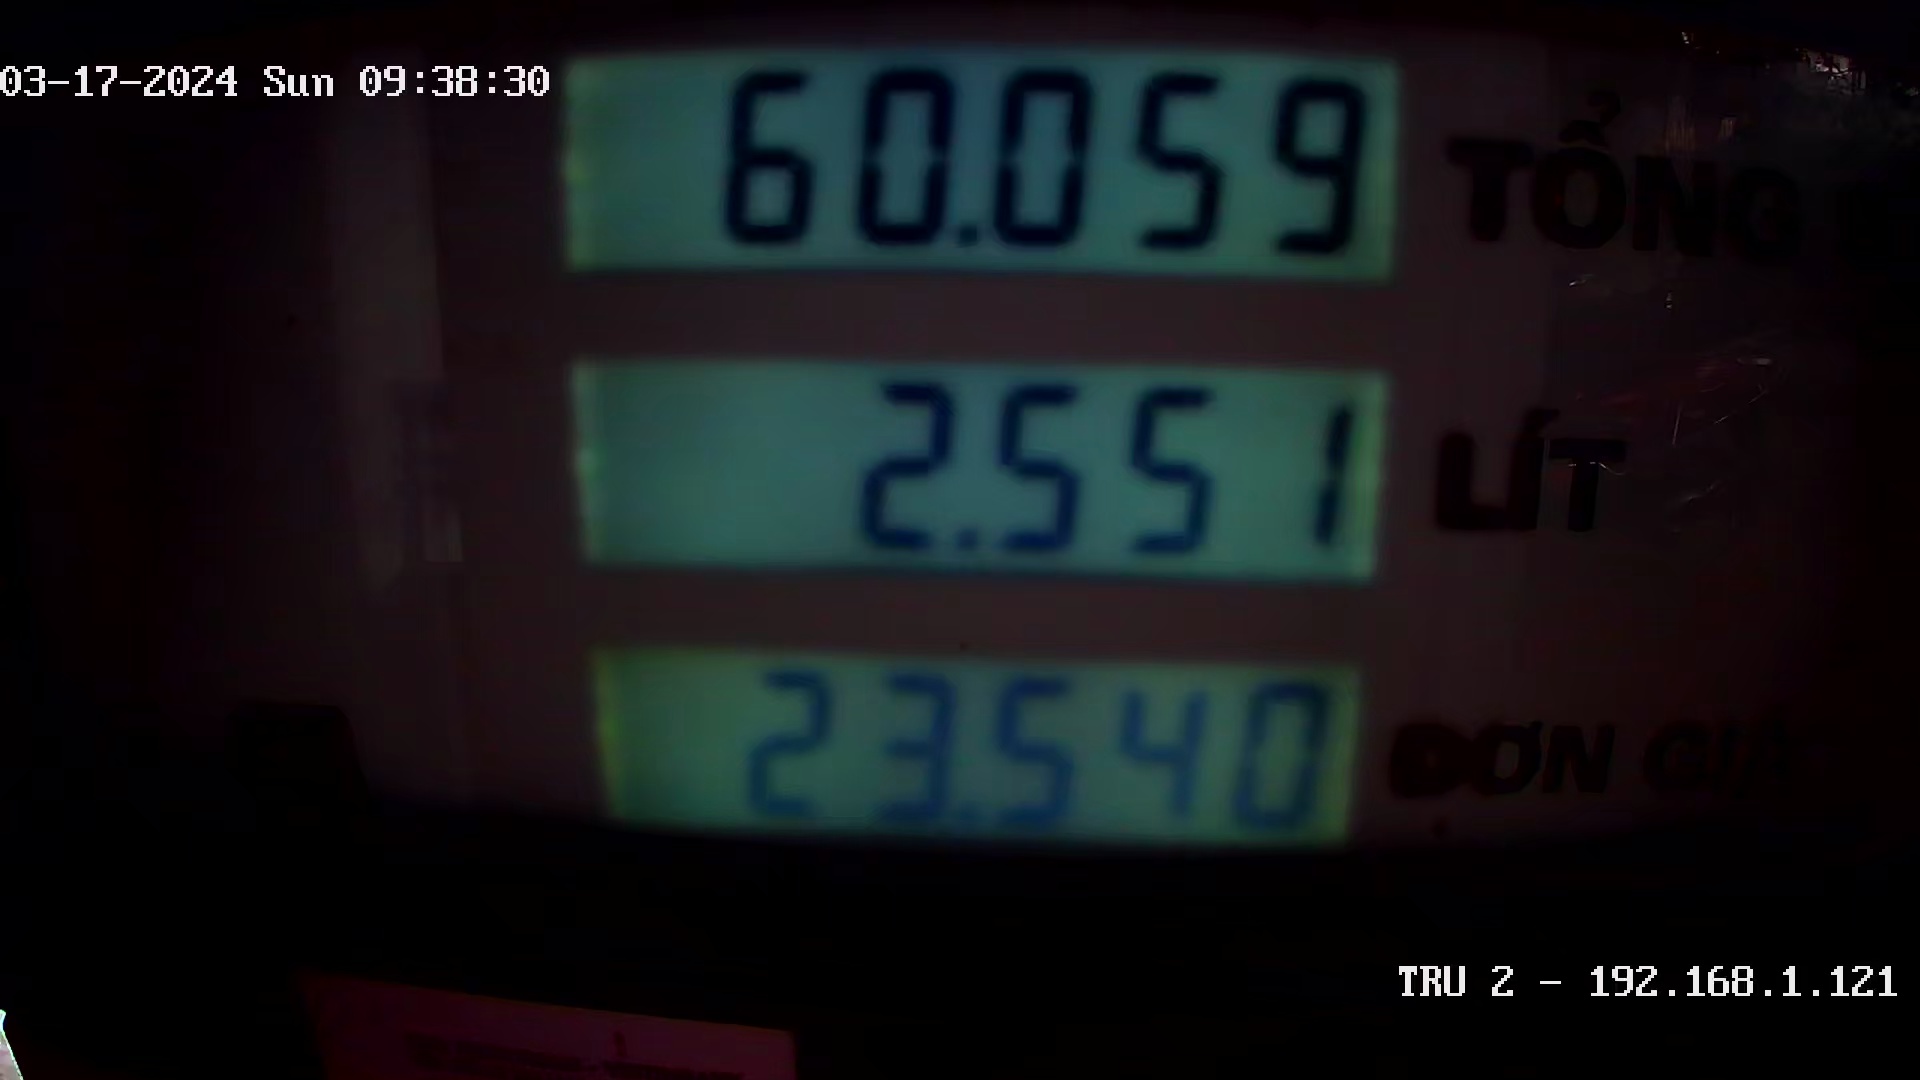 03-17-2024 Sun 09:38:30
60.059 TỔNG
2.551 LÍT
23.540 ĐƠN GIÁ
TRU 2 - 192.168.1.121